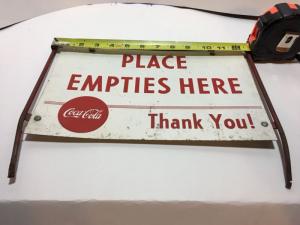 PLACE
EMPTIES HERE
Coca-Cola
Thank You!